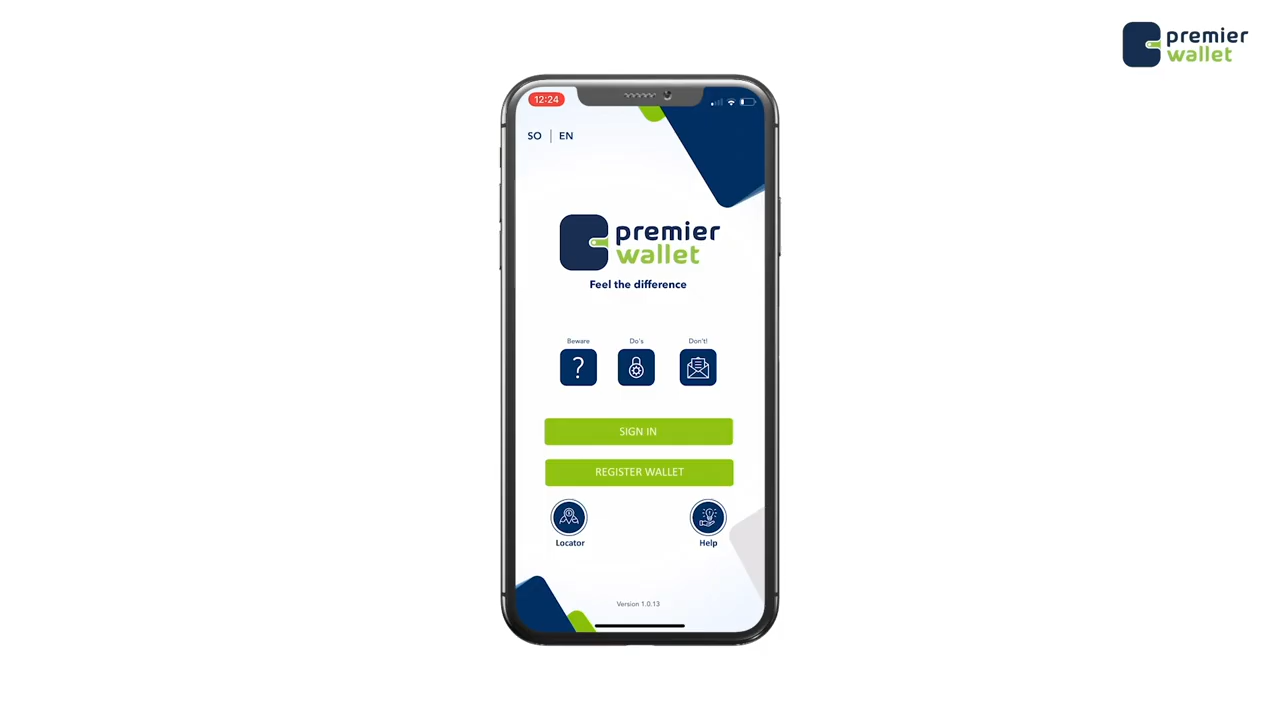 premier
wallet
12:24
SO | EN
premier
wallet
Feel the difference
Beware
Do's
Don't!
?
SIGN IN
REGISTER WALLET
Locator
Help
Version 1.0.13